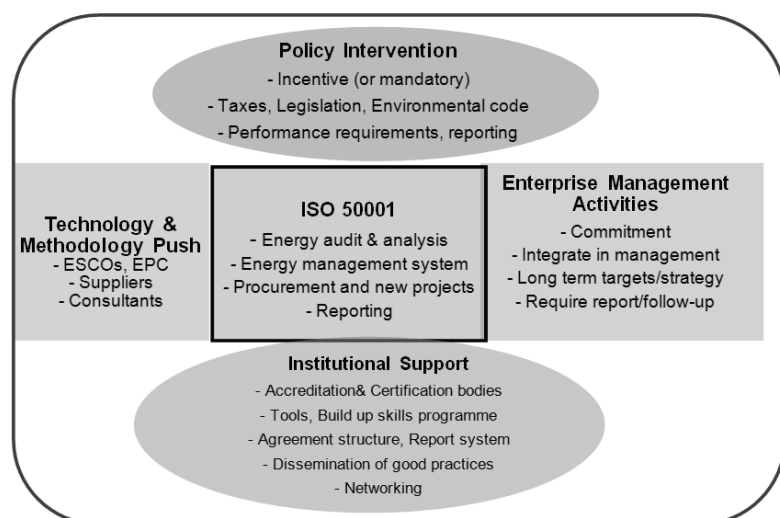 Policy Intervention
- Incentive (or mandatory)
- Taxes, Legislation, Environmental code
- Performance requirements, reporting
Technology &
Methodology Push
- ESCOs, EPC
- Suppliers
- Consultants
ISO 50001
- Energy audit & analysis
- Energy management system
- Procurement and new projects
- Reporting
Enterprise Management
Activities
- Commitment
- Integrate in management
- Long term targets/strategy
- Require report/follow-up
Institutional Support
- Accreditation& Certification bodies
- Tools, Build up skills programme
- Agreement structure, Report system
- Dissemination of good practices
- Networking